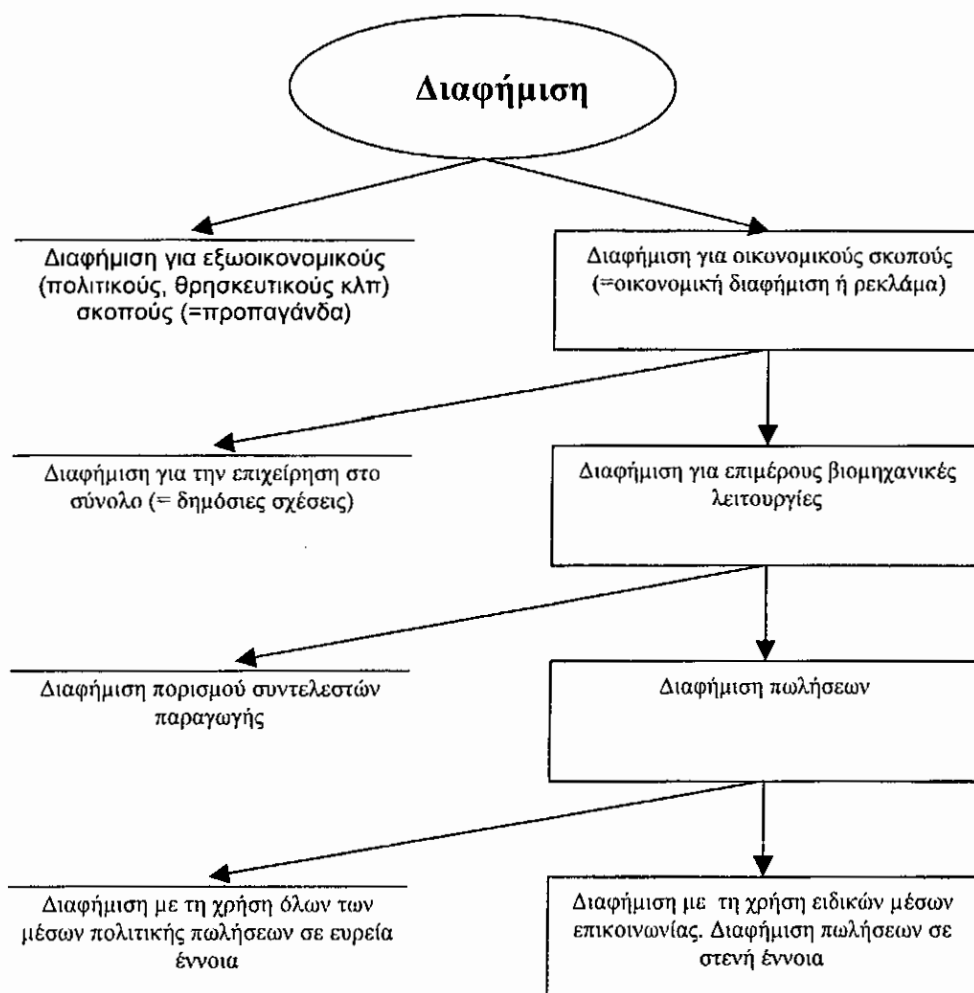 Διαφήμιση
Διαφήμιση για εξωοικονομικούς
(πολιτικούς, θρησκευτικούς κλπ)
σκοπούς (=προπαγάνδα)
Διαφήμιση για οικονομικούς σκοπούς
(=οικονομική διαφήμιση ή ρεκλάμα)
Διαφήμιση για την επιχείρηση στο
σύνολο (= δημόσιες σχέσεις)
Διαφήμιση για επιμέρους βιομηχανικές
λειτουργίες
Διαφήμιση πορισμού συντελεστών
παραγωγής
Διαφήμιση πωλήσεων
Διαφήμιση με τη χρήση όλων των
μέσων πολιτικής πωλήσεων σε ευρεία
έννοια
Διαφήμιση με τη χρήση ειδικών μέσων
επικοινωνίας. Διαφήμιση πωλήσεων σε
στενή έννοια